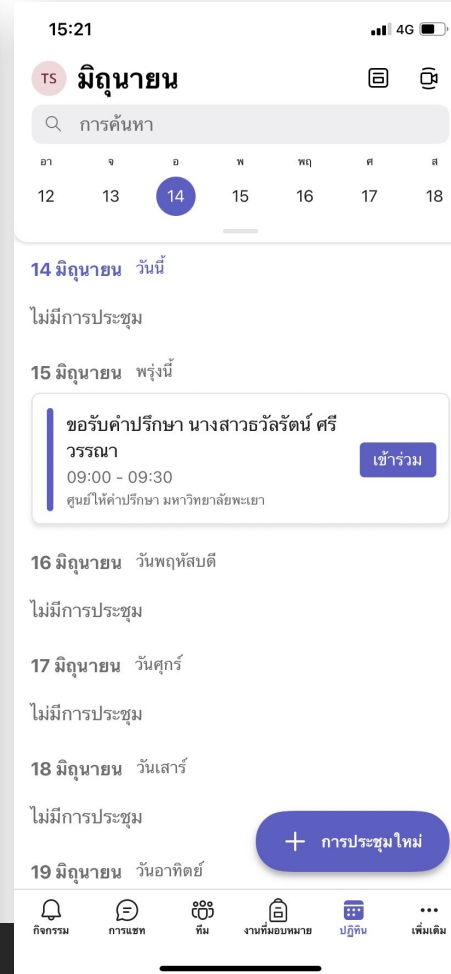 15:21
4G
TS
มิถุนายน
การค้นหา
อา จ อ พ พฤ ศ ส
12 13 14 15 16 17 18
14 มิถุนายน วันนี้
ไม่มีการประชุม
15 มิถุนายน พรุ่งนี้
ขอรับคำปรึกษา นางสาวธวัลรัตน์ ศรี
วรรณา
09:00 - 09:30
ศูนย์ให้คำปรึกษา มหาวิทยาลัยพะเยา
เข้าร่วม
16 มิถุนายน วันพฤหัสบดี
ไม่มีการประชุม
17 มิถุนายน วันศุกร์
ไม่มีการประชุม
18 มิถุนายน วันเสาร์
ไม่มีการประชุม
+ การประชุมใหม่
19 มิถุนายน วันอาทิตย์
กิจกรรม การแชท ทีม งานที่มอบหมาย ปฏิทิน เพิ่มเติม